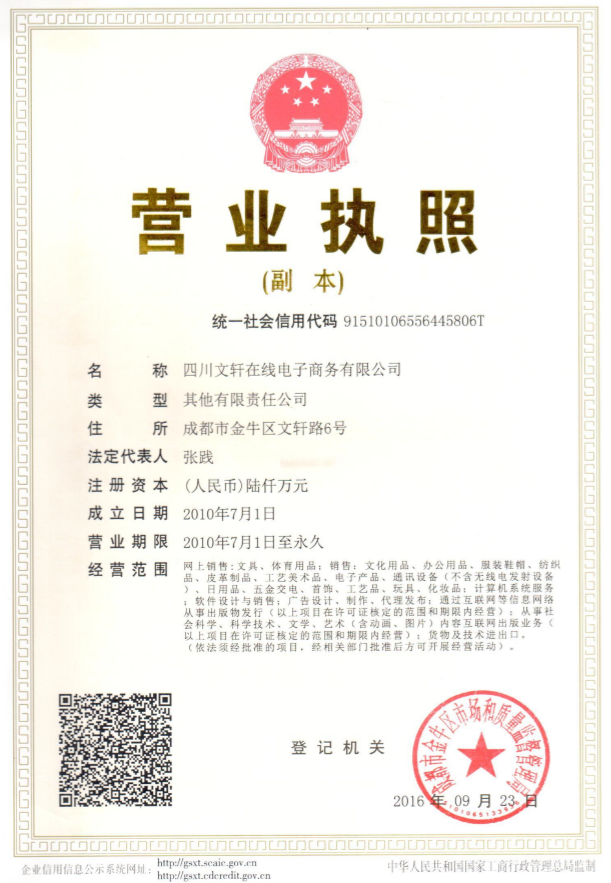 营业执照
(副 本)
统一社会信用代码 91510106556445806T
名 称 四川文轩在线电子商务有限公司
类 型 其他有限责任公司
住 所 成都市金牛区文轩路6号
法定代表人 张践
注册资本 (人民币)陆仟万元
成立日期 2010年7月1日
营业期限 2010年7月1日至永久
经营范围 网上销售:文具、体育用品; 销售: 文化用品、办公用品、服装鞋帽、纺织
品、皮革制品、工艺美术品、电子产品、通讯设备(不含无线电发射设备
)、日用品、五金交电、首饰、工艺品、玩具、化妆品; 计算机系统服务
; 软件设计与销售; 广告设计、制作、代理发布; 通过互联网等信息网络
从事出版物发行(以上项目在许可证核定的范围和期限内经营); 从事社
会科学、科学技术、文学、艺术(含动画、图片)内容互联网出版业务(
以上项目在许可证核定的范围和期限内经营); 货物及技术进出口。
(依法须经批准的项目, 经相关部门批准后方可开展经营活动)。
登记机关
成都市金牛区市场和质量监督管理局
2016 年 09 月 23 日
企业信用信息公示系统网址:
http://gsxt.scaic.gov.cn
http://gsxt.cdcredit.gov.cn
中华人民共和国国家工商行政管理总局监制